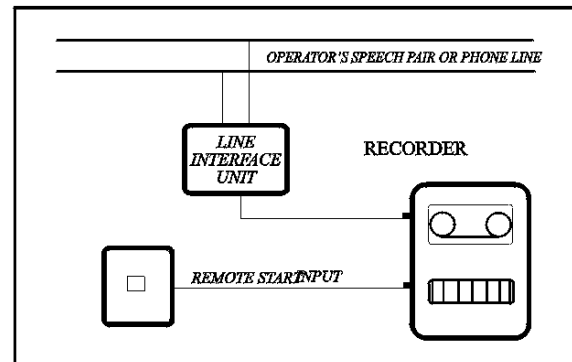 OPERATOR'S SPEECH PAIR OR PHONE LINE
LINE
INTERFACE
UNIT
RECORDER
REMOTE START INPUT